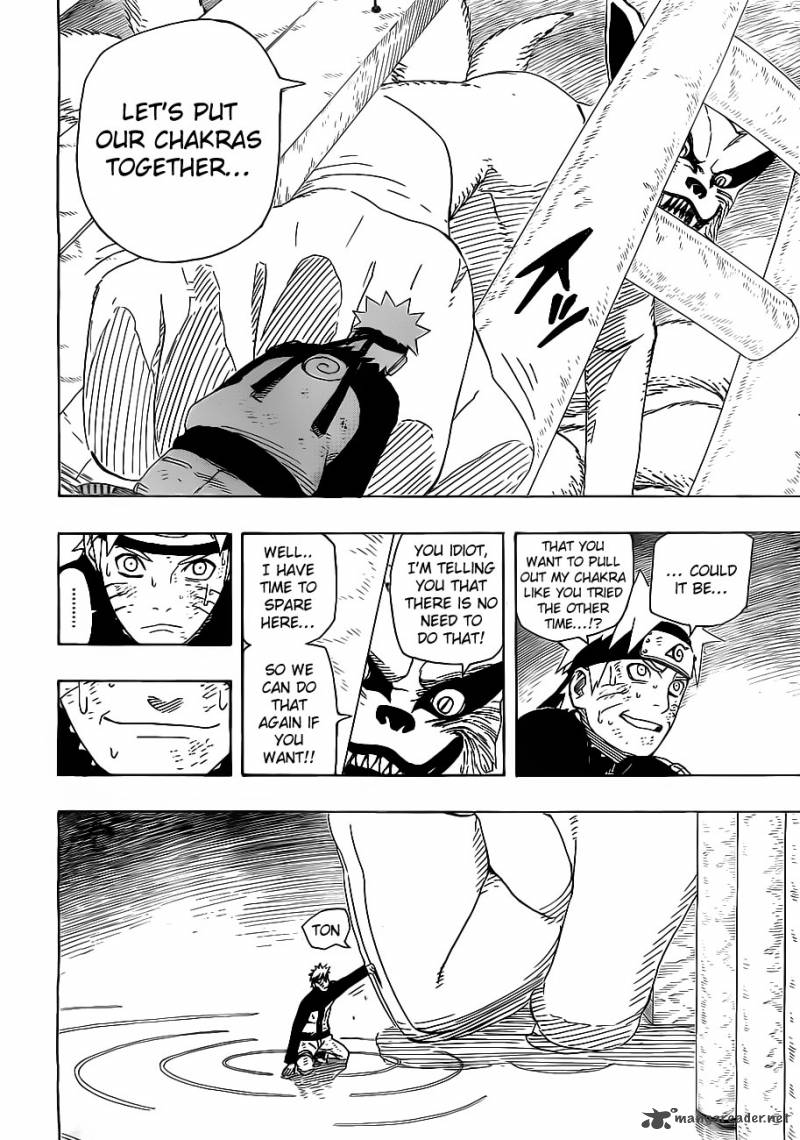 LET'S PUT
OUR CHAKRAS
TOGETHER...
ズッ
... COULD
IT BE...
THAT YOU
WANT TO PULL
OUT MY CHAKRA
LIKE YOU TRIED
THE OTHER
TIME...!?
YOU IDIOT,
I'M TELLING
YOU THAT
THERE IS NO
NEED TO
DO THAT!
WELL..
I HAVE
TIME TO
SPARE
HERE...
SO WE
CAN DO
THAT
AGAIN IF
YOU
WANT!!
.........
TON
mangareader.net